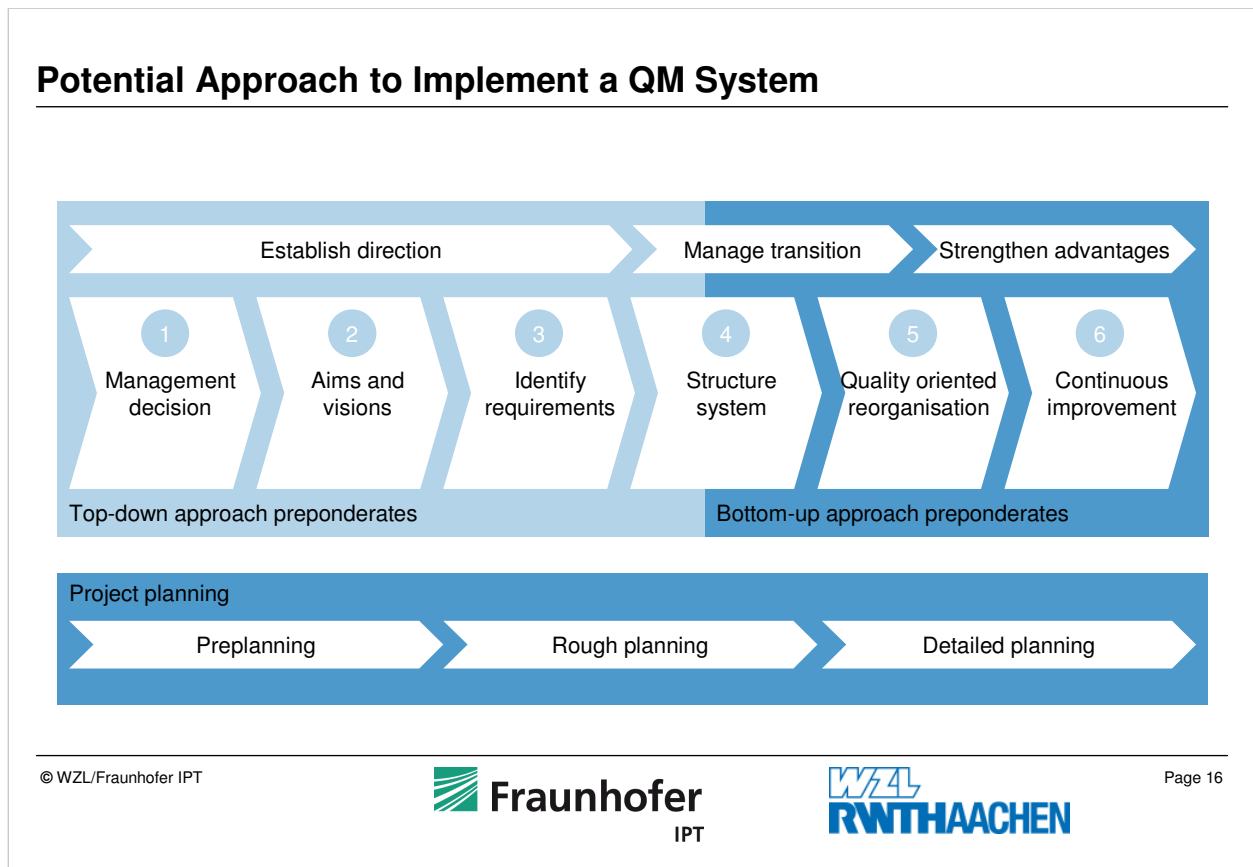 Potential Approach to Implement a QM System
Establish direction
Manage transition
Strengthen advantages
1
Management
decision
2
Aims and
visions
3
Identify
requirements
4
Structure
system
5
Quality oriented
reorganisation
6
Continuous
improvement
Top-down approach preponderates
Bottom-up approach preponderates
Project planning
Preplanning
Rough planning
Detailed planning
© WZL/Fraunhofer IPT
Fraunhofer
IPT
WZL
RWTHAACHEN
Page 16